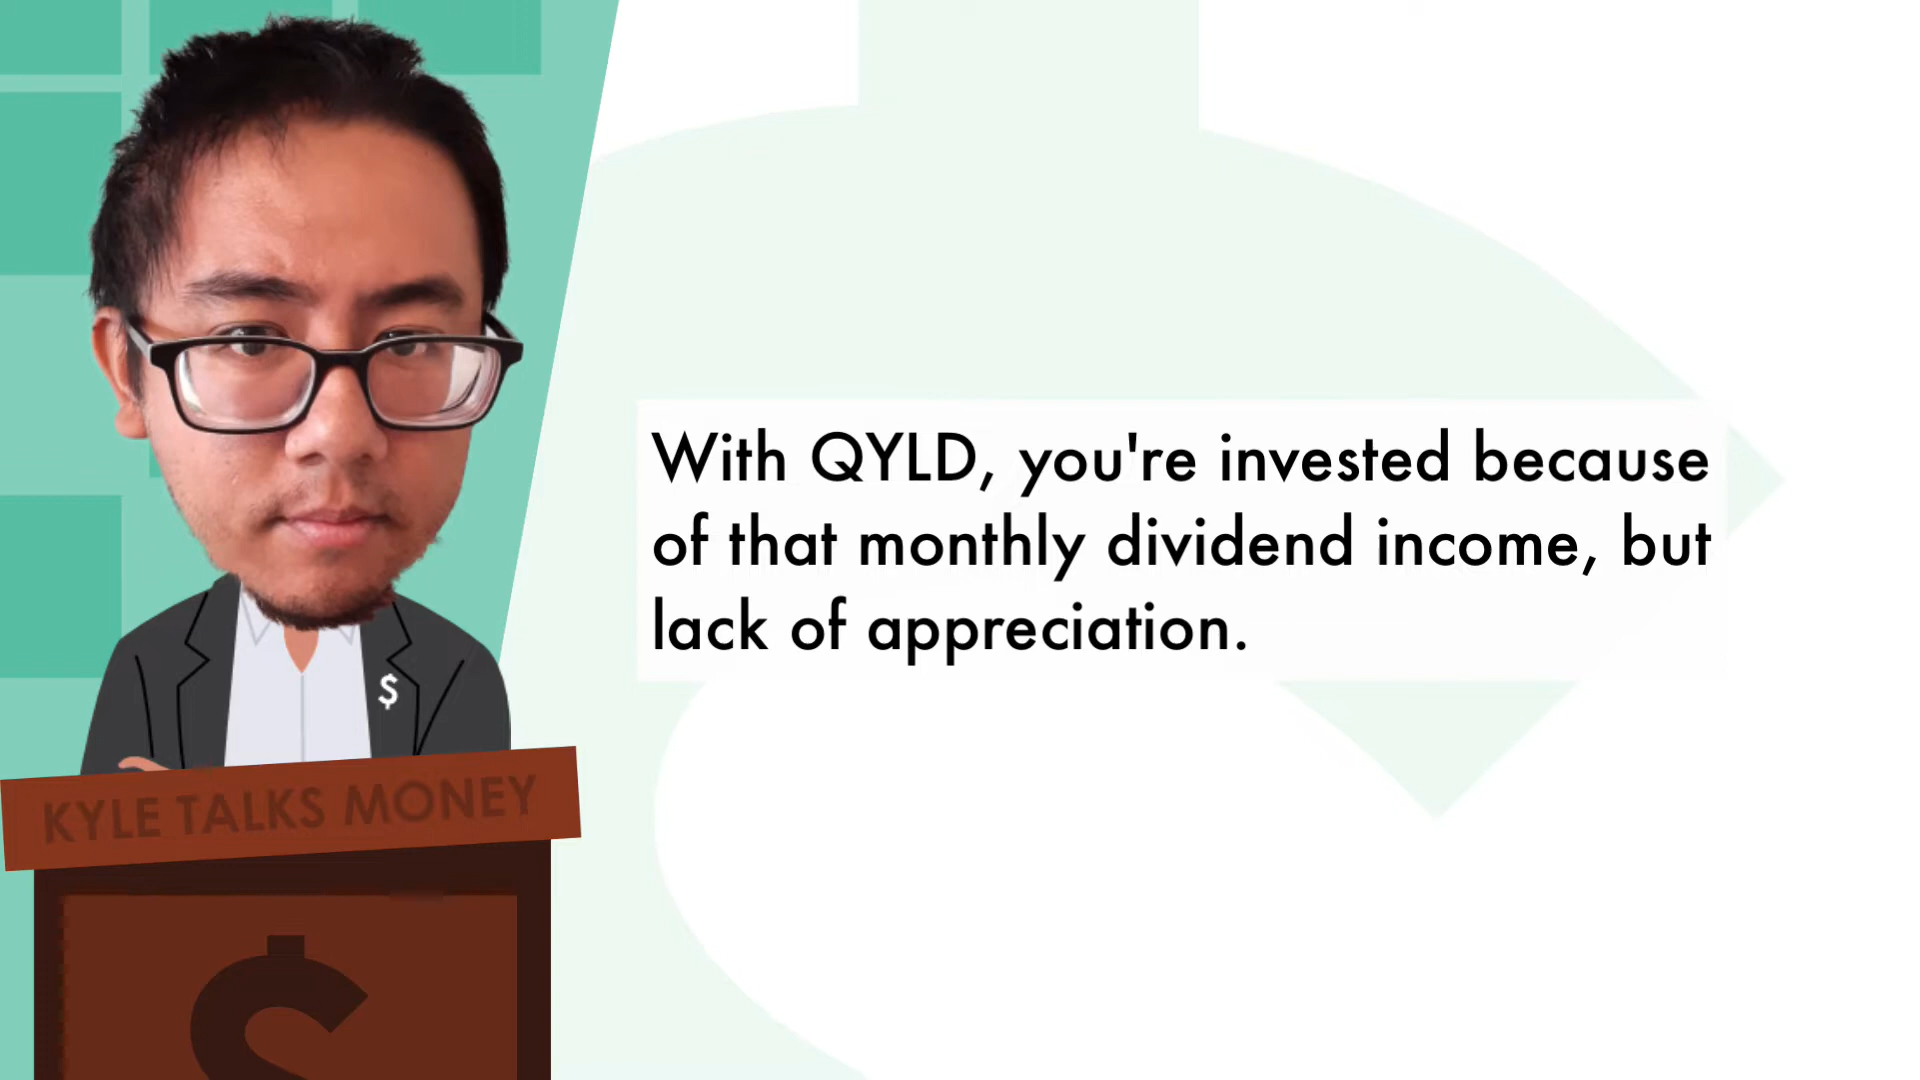 With QYLD, you're invested because
of that monthly dividend income, but
lack of appreciation.
$
KYLE TALKS MONEY
$